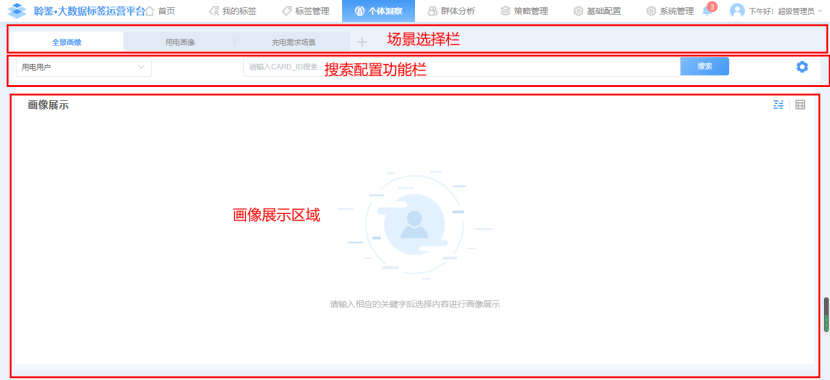 聆鉴•大数据标签运营平台 首页 我的标签 标签管理 个体洞察 群体分析 策略管理 基础配置 系统管理 3 下午好！超级管理员
全景画像 用电画像 充电需求场景 + 场景选择栏
用电用户 请输入CARD_ID搜索 搜索配置功能栏 搜索
画像展示
画像展示区域
请输入相应的关键字后选择内容进行画像展示